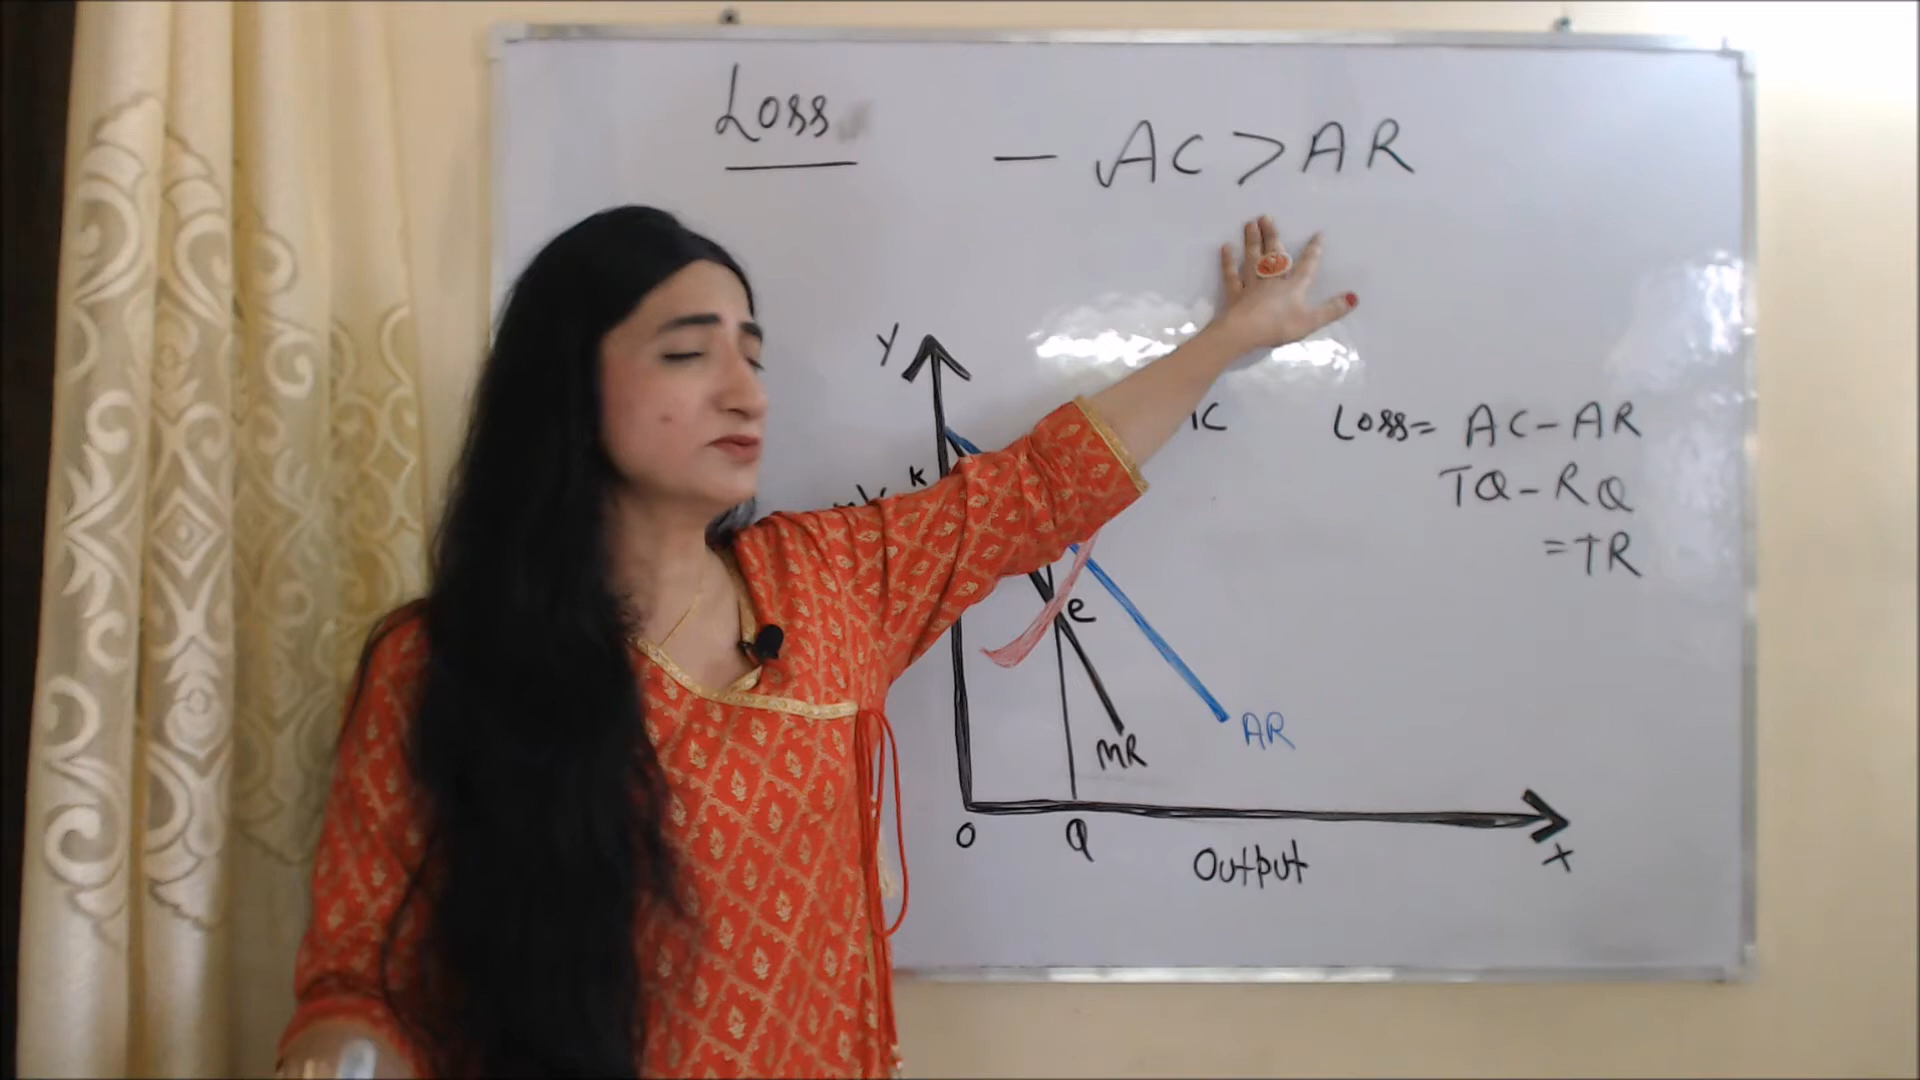 Loss
– AC > AR
Y
K
e
MR
AR
O
Q
Output
X
Loss = AC – AR
TQ – RQ
= TR